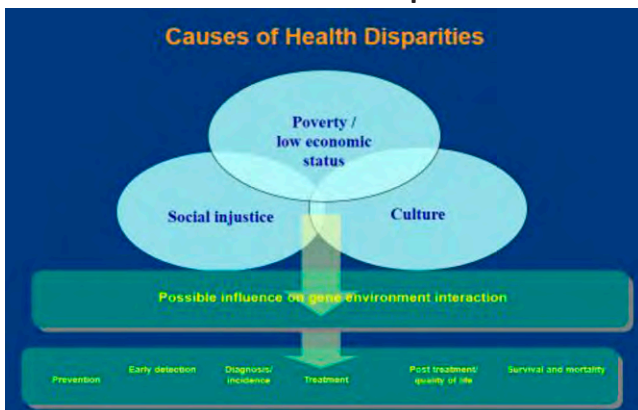 Causes of Health Disparities
Poverty /
low economic
status
Social injustice
Culture
Possible influence on gene environment interaction
Prevention
Early detection
Diagnosis/
incidence
Treatment
Post treatment/
quality of life
Survival and mortality